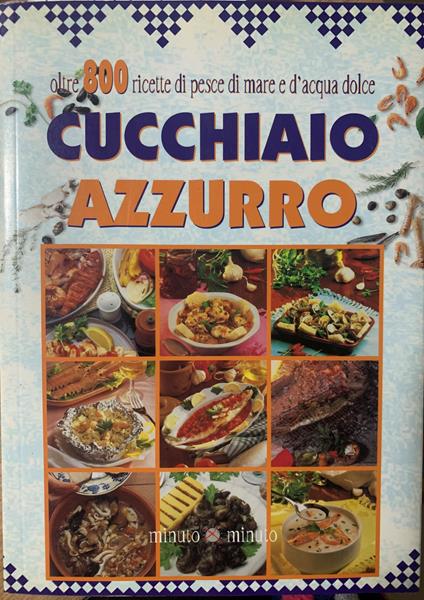 oltre 800 ricette di pesce di mare e d'acqua dolce
CUCCHIAIO
AZZURRO
minuto minuto